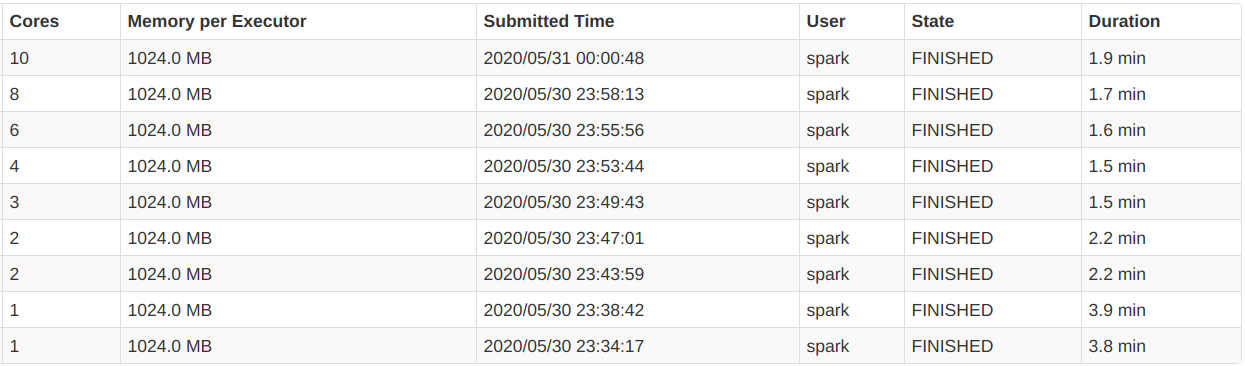 Cores Memory per Executor Submitted Time User State Duration
10 1024.0 MB 2020/05/31 00:00:48 spark FINISHED 1.9 min
8 1024.0 MB 2020/05/30 23:58:13 spark FINISHED 1.7 min
6 1024.0 MB 2020/05/30 23:55:56 spark FINISHED 1.6 min
4 1024.0 MB 2020/05/30 23:53:44 spark FINISHED 1.5 min
3 1024.0 MB 2020/05/30 23:49:43 spark FINISHED 1.5 min
2 1024.0 MB 2020/05/30 23:47:01 spark FINISHED 2.2 min
2 1024.0 MB 2020/05/30 23:43:59 spark FINISHED 2.2 min
1 1024.0 MB 2020/05/30 23:38:42 spark FINISHED 3.9 min
1 1024.0 MB 2020/05/30 23:34:17 spark FINISHED 3.8 min